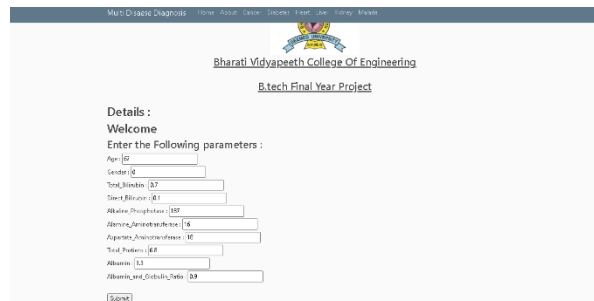 Multi Disaese Diagnosis Home About Cancer Diabetes Heart Liver Kidney Malaria
Bharati Vidyapeeth College Of Engineering
B.tech Final Year Project
Details :
Welcome
Enter the Following parameters :
Age : 62
Gender : 0
Total_Bilirubin : 0.7
Direct_Bilirubin : 0.1
Alkaline_Phosphotase : 187
Alamine_Aminotransferase : 16
Aspartate_Aminotransferase : 18
Total_Protiens : 6.8
Albumin : 3.3
Albumin_and_Globulin_Ratio : 0.9
Submit